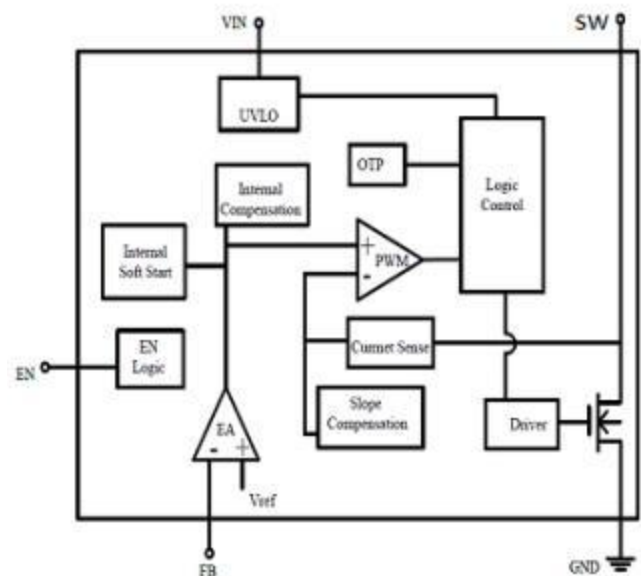 VIN
SW
UVLO
OTP
Logic
Control
Internal
Compensation
Internal
Soft Start
+
PWM
-
EN
Logic
EN
Curnet Sense
Slope
Compensation
Driver
EA
- +
Vref
FB
GND